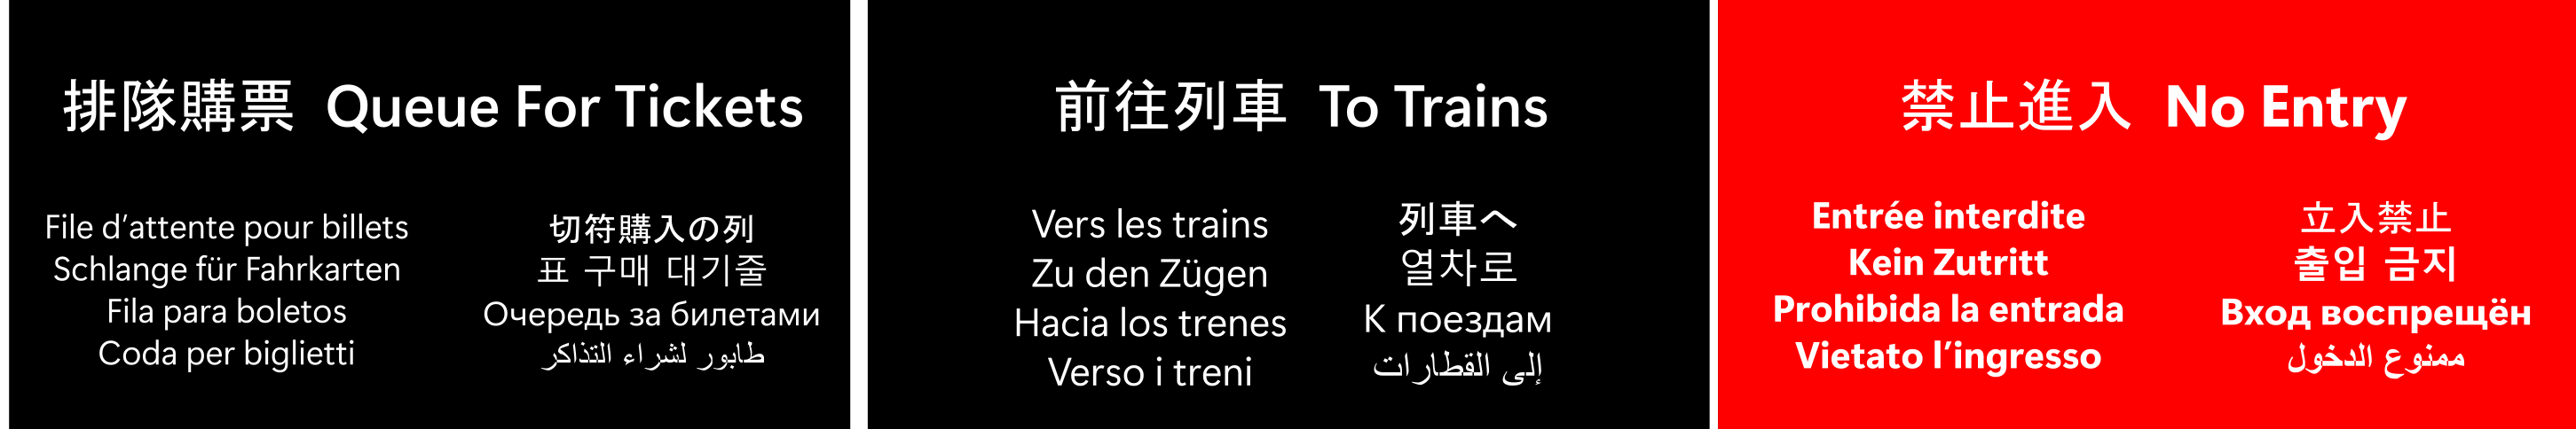 排隊購票 Queue For Tickets
File d’attente pour billets
Schlange für Fahrkarten
Fila para boletos
Coda per biglietti
切符購入の列
표 구매 대기줄
Очередь за билетами
طابور لشراء التذاكر
前往列車 To Trains
Vers les trains
Zu den Zügen
Hacia los trenes
Verso i treni
列車へ
열차로
К поездам
إلى القطارات
禁止進入 No Entry
Entrée interdite
Kein Zutritt
Prohibida la entrada
Vietato l’ingresso
立入禁止
출입 금지
Вход воспрещён
ممنوع الدخول